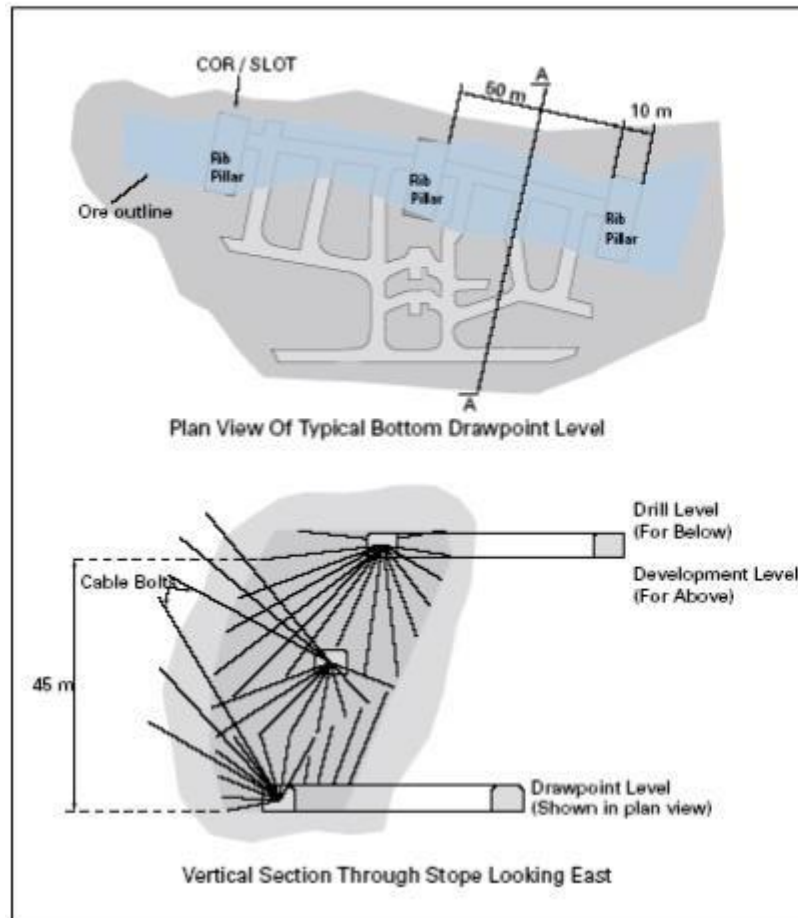 COR / SLOT
A
50 m
10 m
Rib
Pillar
Rib
Pillar
Rib
Pillar
Ore outline
A
Plan View Of Typical Bottom Drawpoint Level
Drill Level
(For Below)
Cable Bolts
Development Level
(For Above)
45 m
Drawpoint Level
(Shown in plan view)
Vertical Section Through Stope Looking East